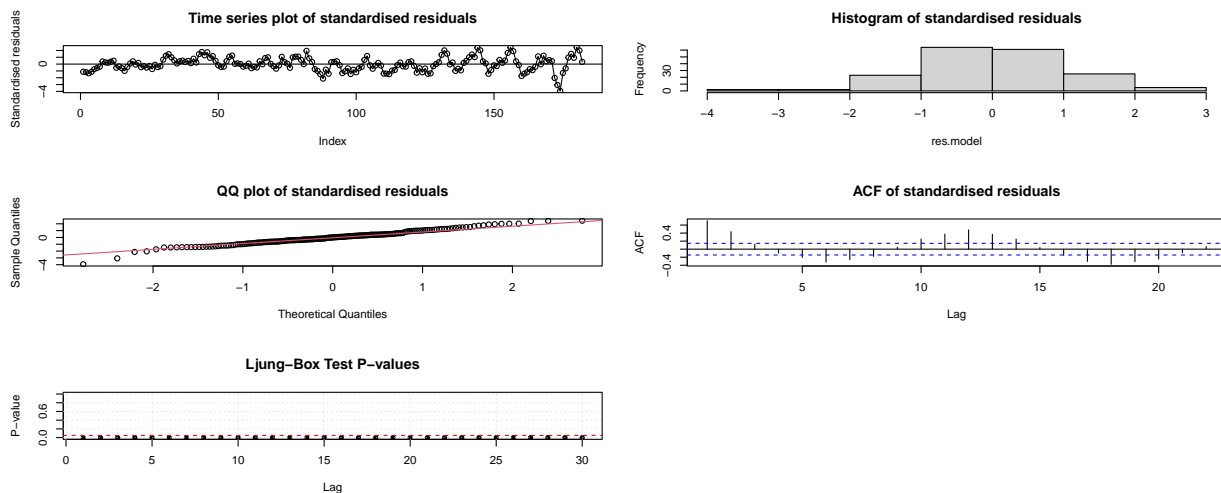 Time series plot of standardised residuals
Standardised residuals
0
−4
0 50 100 150
Index
Histogram of standardised residuals
Frequency
30
0
−4 −3 −2 −1 0 1 2 3
res.model
QQ plot of standardised residuals
Sample Quantiles
0
−4
−2 −1 0 1 2
Theoretical Quantiles
ACF of standardised residuals
ACF
0.4
−0.4
5 10 15 20
Lag
Ljung−Box Test P−values
P−value
0.6
0.0
0 5 10 15 20 25 30
Lag